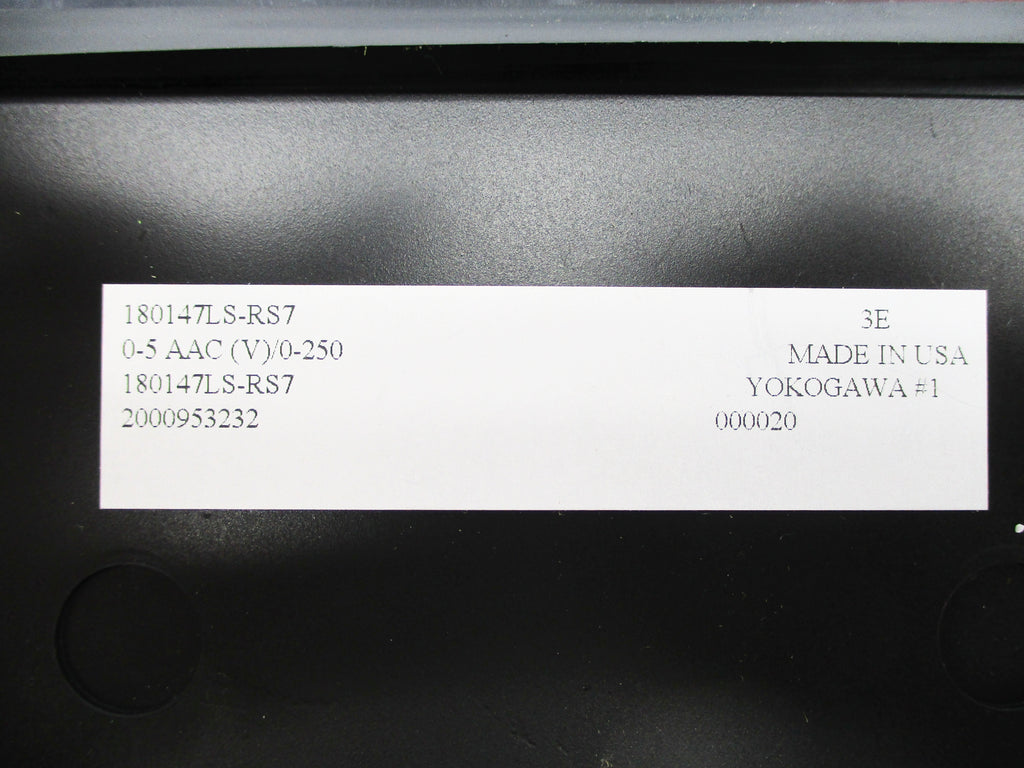 180147LS-RS7
0-5 AAC (V)/0-250
180147LS-RS7
2000953232
3E
MADE IN USA
YOKOGAWA #1
000020